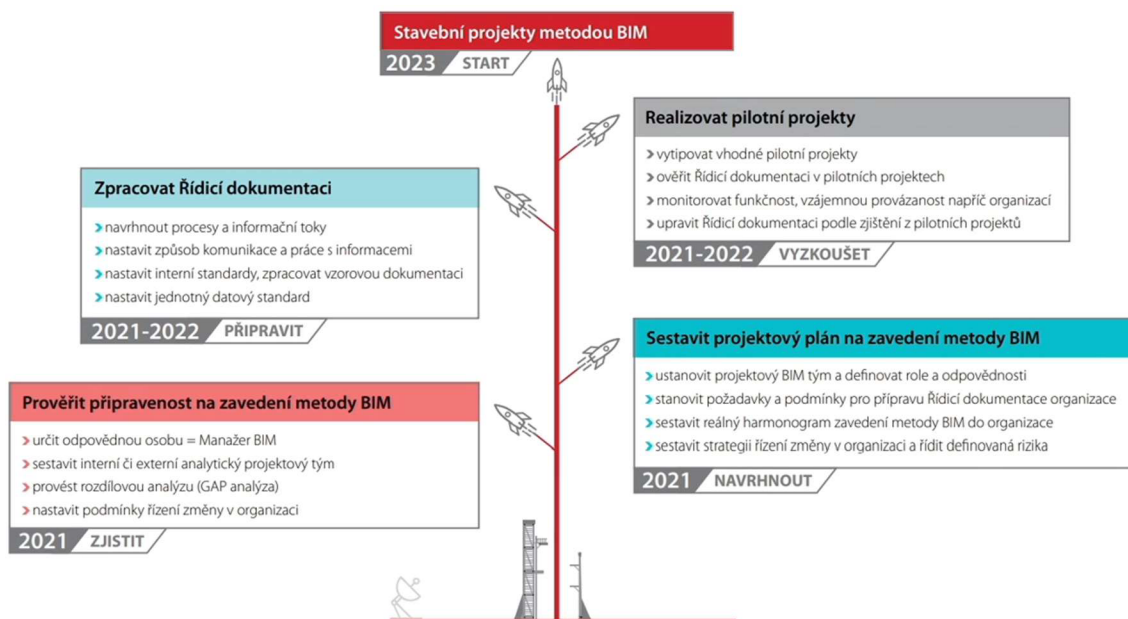 Stavební projekty metodou BIM
2023 START
Realizovat pilotní projekty
vytipovat vhodné pilotní projekty
ověřit Řídicí dokumentaci v pilotních projektech
monitorovat funkčnost, vzájemnou provázanost napříč organizací
upravit Řídicí dokumentaci podle zjištění z pilotních projektů
2021-2022 VYZKOUŠET
Zpracovat Řídicí dokumentaci
navrhnout procesy a informační toky
nastavit způsob komunikace a práce s informacemi
nastavit interní standardy, zpracovat vzorovou dokumentaci
nastavit jednotný datový standard
2021-2022 PŘIPRAVIT
Sestavit projektový plán na zavedení metody BIM
ustanovit projektový BIM tým a definovat role a odpovědnosti
stanovit požadavky a podmínky pro přípravu Řídicí dokumentace organizace
sestavit reálný harmonogram zavedení metody BIM do organizace
sestavit strategii řízení změny v organizaci a řídit definovaná rizika
2021 NAVRHNOUT
Prověřit připravenost na zavedení metody BIM
určit odpovědnou osobu = Manažer BIM
sestavit interní či externí analytický projektový tým
provést rozdílovou analýzu (GAP analýza)
nastavit podmínky řízení změny v organizaci
2021 ZJISTIT